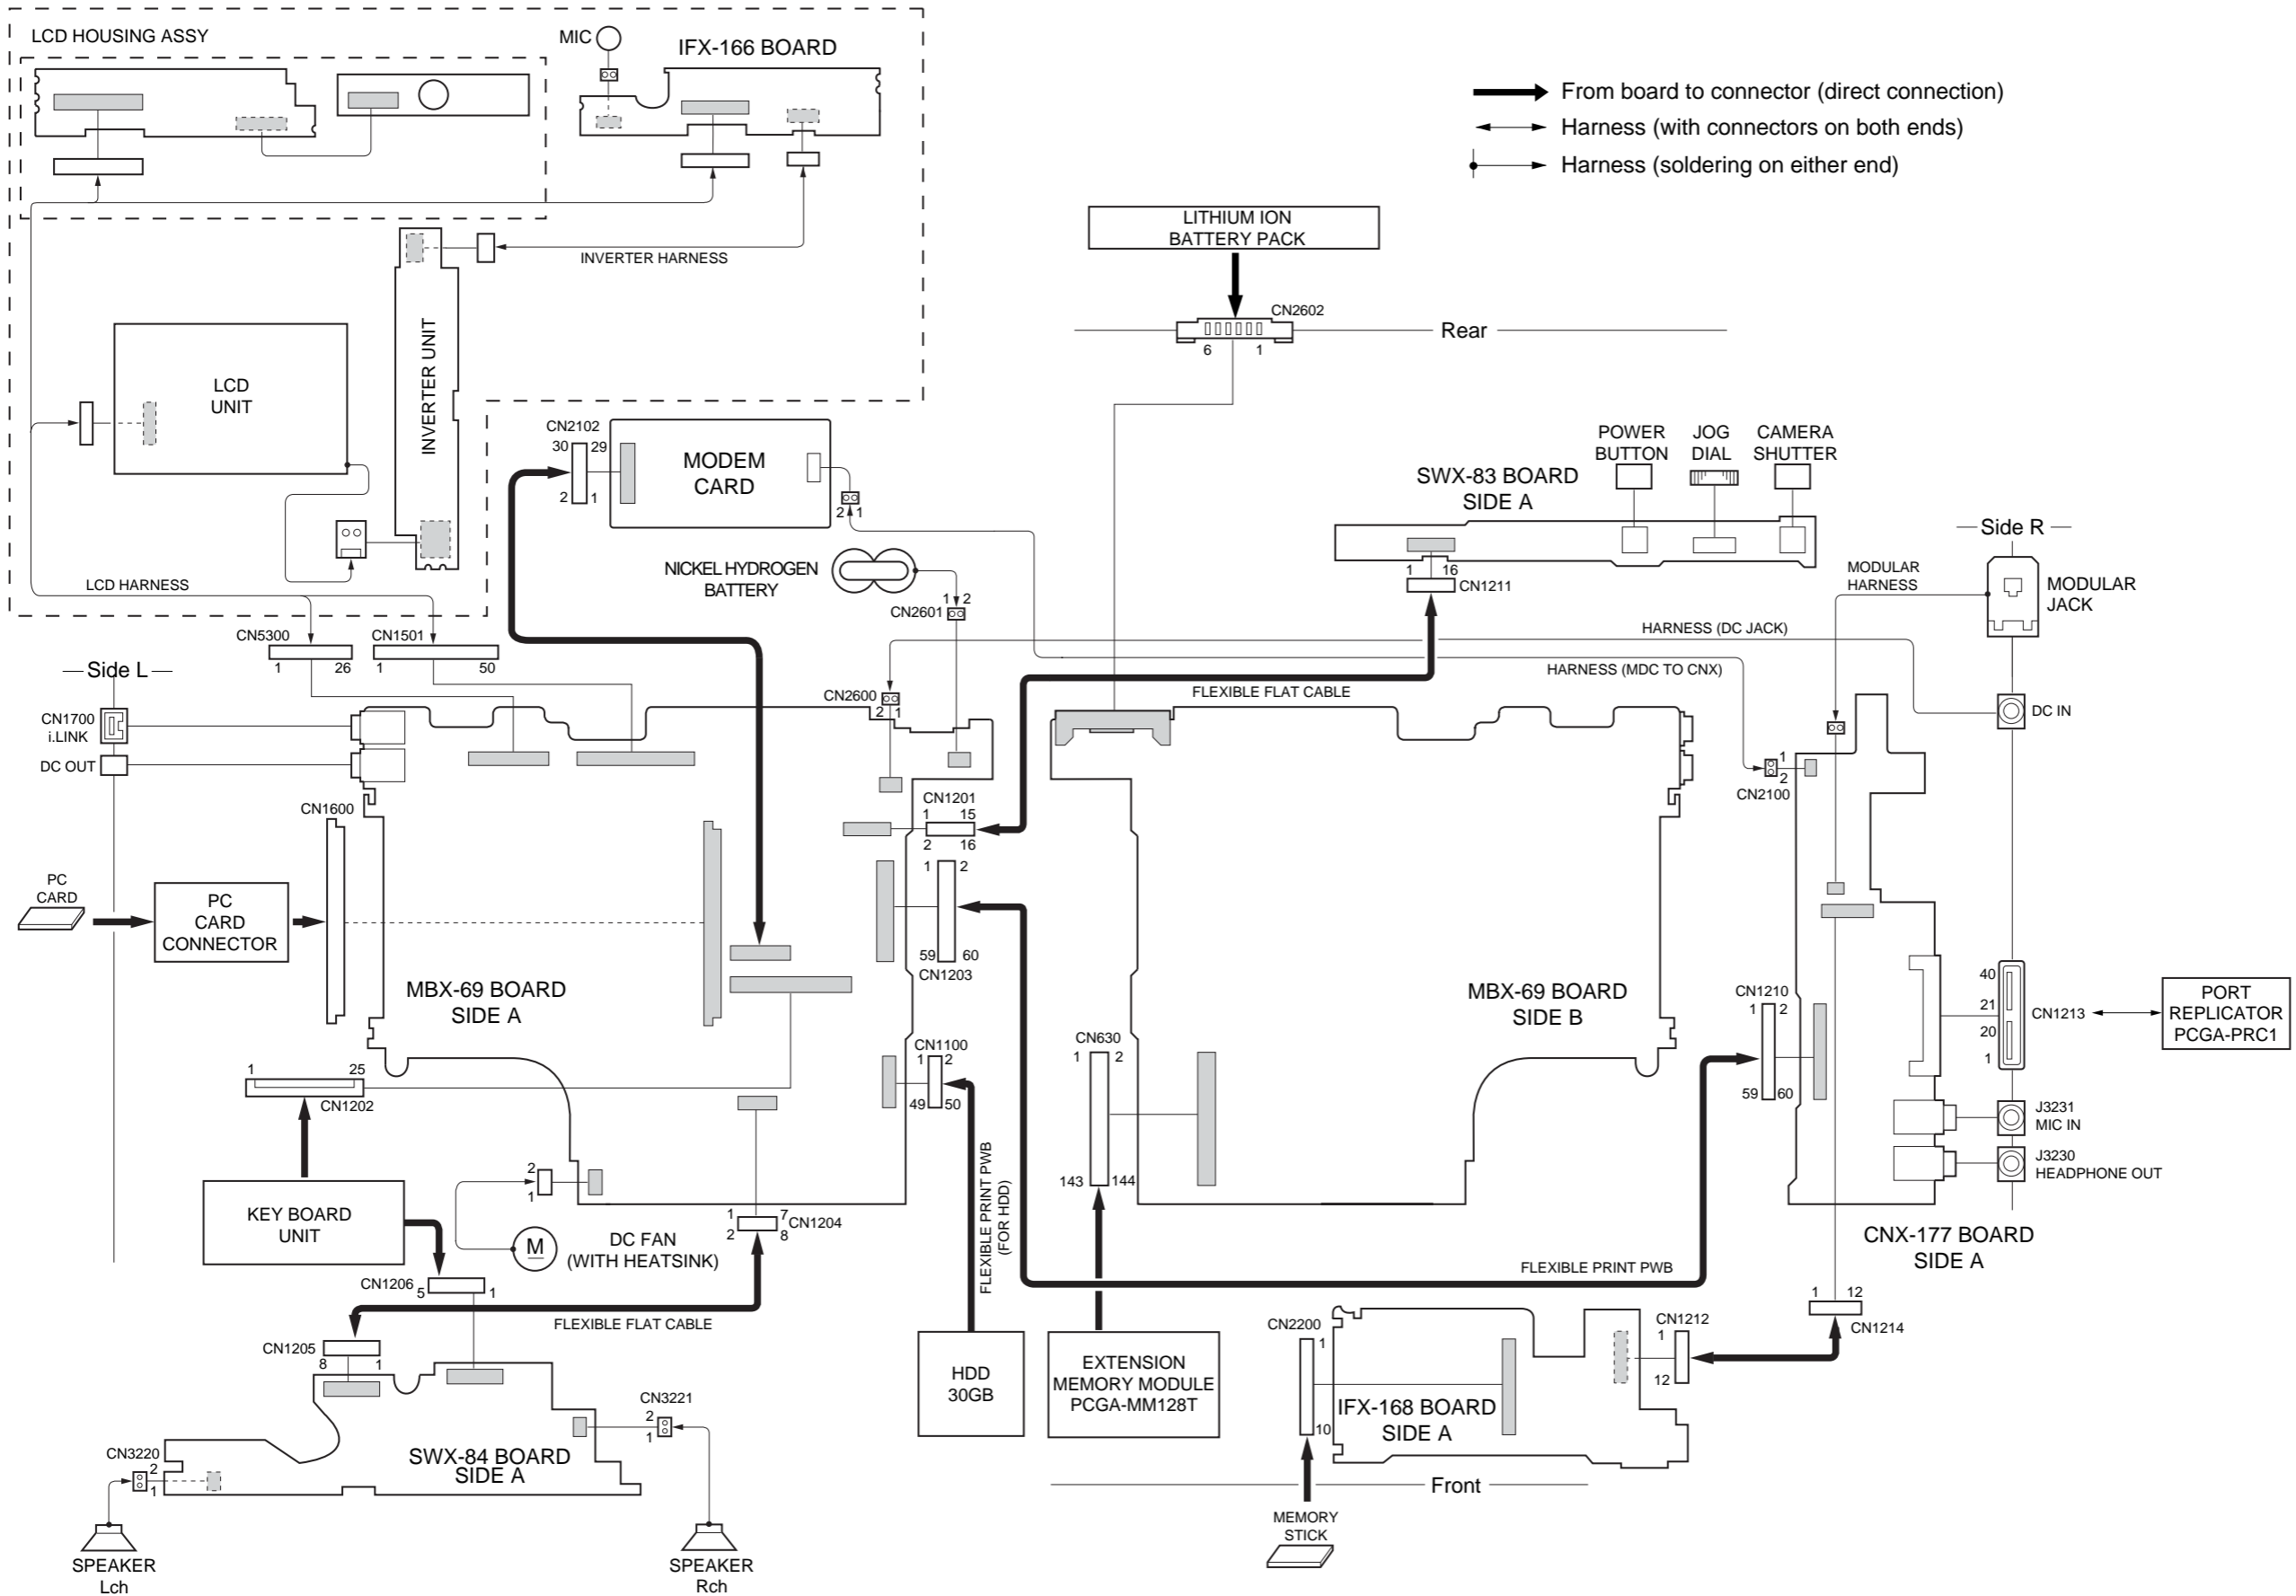 LCD HOUSING ASSY
MIC
IFX-166 BOARD
From board to connector (direct connection)
Harness (with connectors on both ends)
Harness (soldering on either end)
LITHIUM ION
BATTERY PACK
INVERTER HARNESS
CN2602
Rear
6 1
LCD
UNIT
INVERTER UNIT
CN2102
30 29
2 1
MODEM
CARD
2 1
POWER
BUTTON
JOG
DIAL
CAMERA
SHUTTER
SWX-83 BOARD
SIDE A
1 16
CN1211
Side R
MODULAR
HARNESS
MODULAR
JACK
NICKEL HYDROGEN
BATTERY
1 2
CN2601
LCD HARNESS
CN5300
1 26
CN1501
1 50
HARNESS (DC JACK)
HARNESS (MDC TO CNX)
FLEXIBLE FLAT CABLE
Side L
CN2600
2 1
CN1700
i.LINK
DC OUT
DC IN
1
2
CN2100
CN1600
CN1201
1 15
2 16
PC
CARD
PC
CARD
CONNECTOR
1 2
59 60
CN1203
MBX-69 BOARD
SIDE A
MBX-69 BOARD
SIDE B
CN1210
1 2
59 60
40
21
20
1
CN1213
PORT
REPLICATOR
PCGA-PRC1
CN1100
1 2
49 50
CN630
1 2
143 144
1 25
CN1202
J3231
MIC IN
J3230
HEADPHONE OUT
KEY BOARD
UNIT
2
1
M
DC FAN
(WITH HEATSINK)
1 7
2 8
CN1204
FLEXIBLE PRINT PWB
(FOR HDD)
FLEXIBLE PRINT PWB
CNX-177 BOARD
SIDE A
CN1206
5 1
FLEXIBLE FLAT CABLE
CN1205
8 1
HDD
30GB
EXTENSION
MEMORY MODULE
PCGA-MM128T
CN2200
1
10
IFX-168 BOARD
SIDE A
CN1212
1
12
1 12
CN1214
CN3221
2
1
SWX-84 BOARD
SIDE A
CN3220
2
1
Front
MEMORY
STICK
SPEAKER
Lch
SPEAKER
Rch